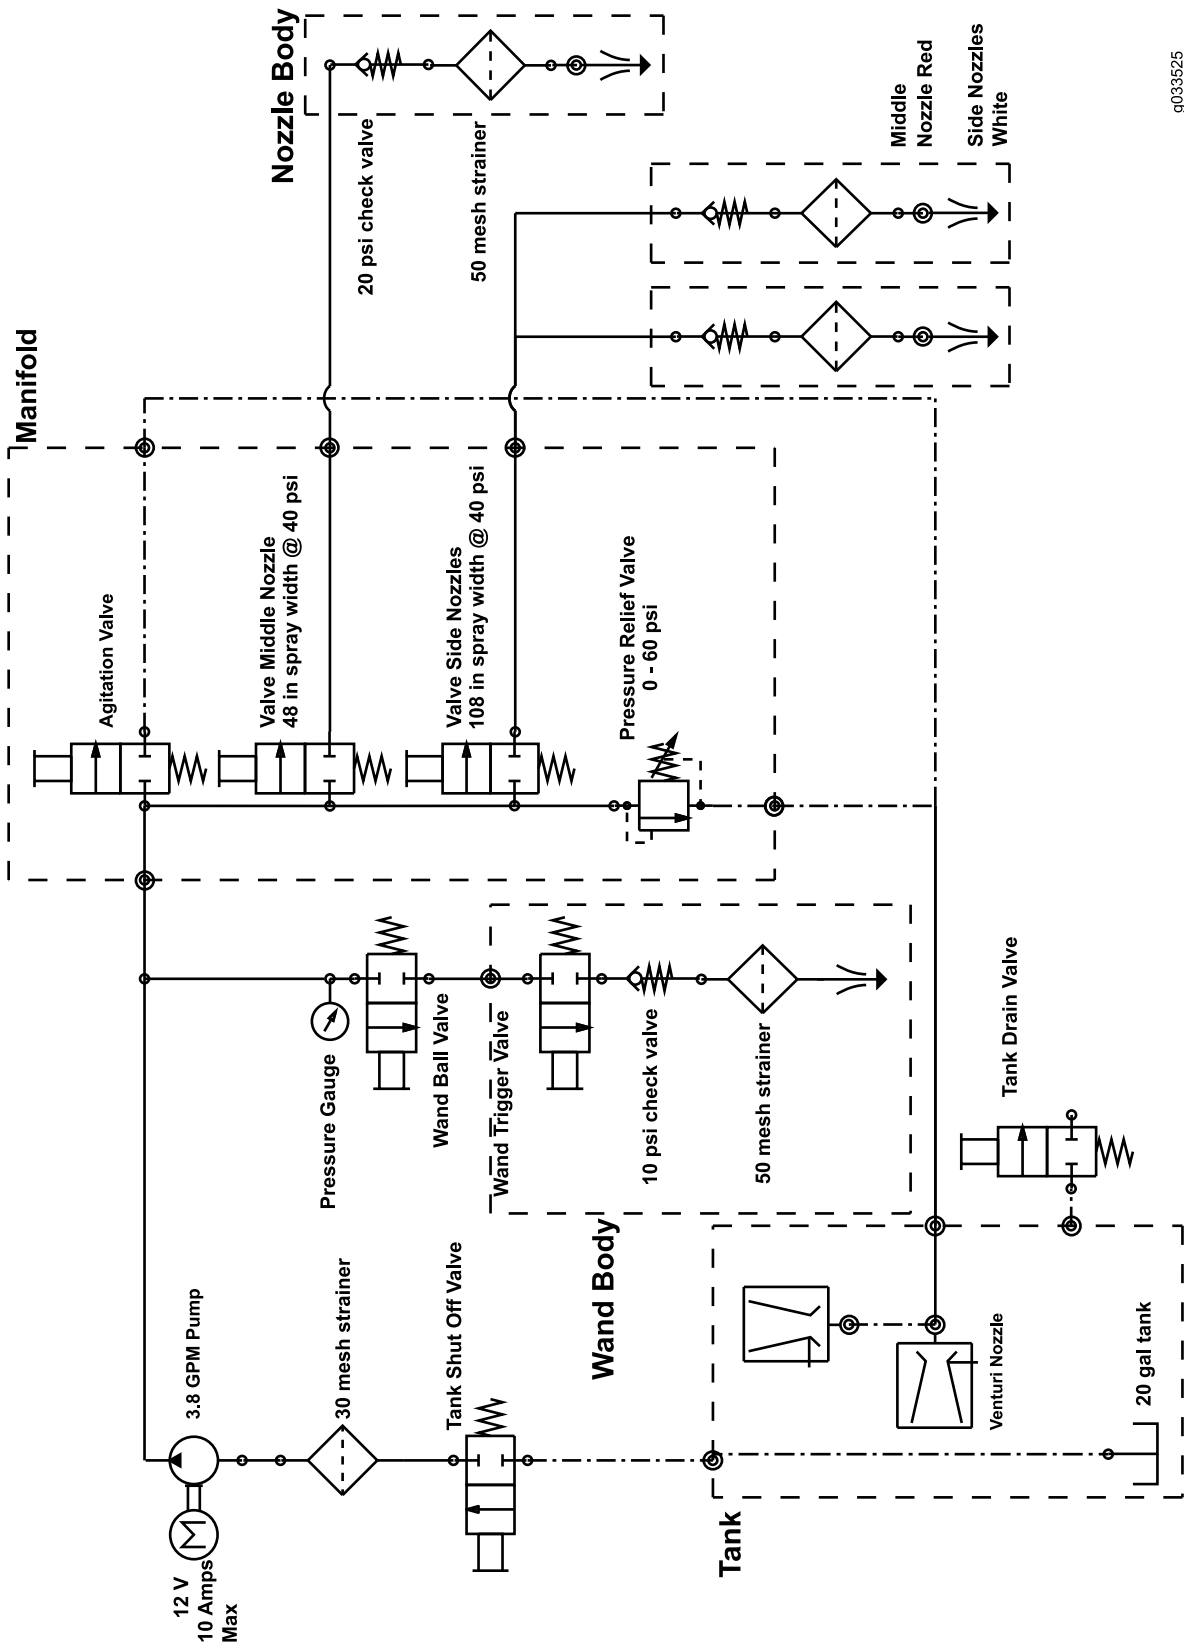 Nozzle Body
20 psi check valve
50 mesh strainer
Middle
Nozzle Red
Side Nozzles
White
g033525
Manifold
Agitation Valve
Valve Middle Nozzle
48 in spray width @ 40 psi
Valve Side Nozzles
108 in spray width @ 40 psi
Pressure Relief Valve
0 - 60 psi
Pressure Gauge
Wand Ball Valve
Wand Trigger Valve
10 psi check valve
50 mesh strainer
Wand Body
Tank Drain Valve
3.8 GPM Pump
30 mesh strainer
Tank Shut Off Valve
Venturi Nozzle
20 gal tank
Tank
M
12 V
10 Amps
Max